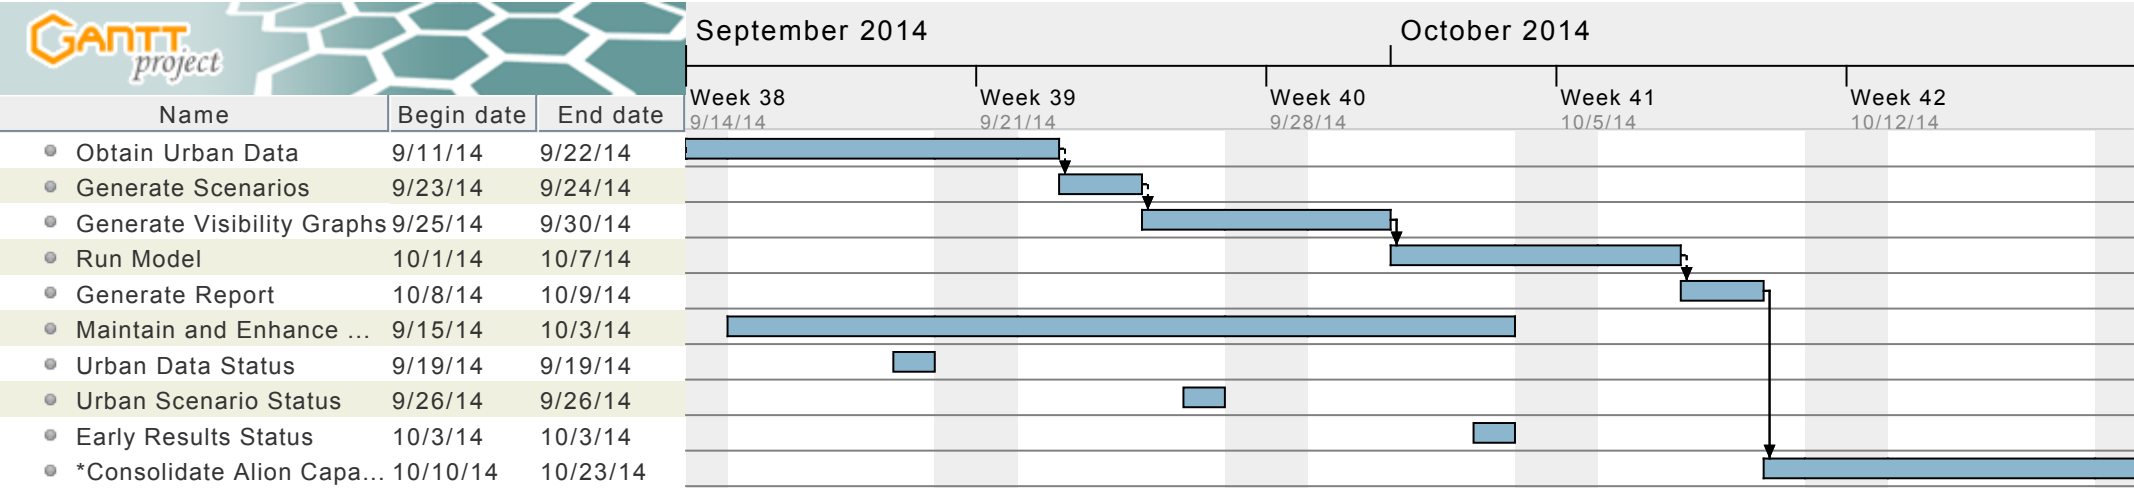 GANTT
project
September 2014 October 2014
Week 38 Week 39 Week 40 Week 41 Week 42
Name Begin date End date
9/14/14 9/21/14 9/28/14 10/5/14 10/12/14
Obtain Urban Data 9/11/14 9/22/14
Generate Scenarios 9/23/14 9/24/14
Generate Visibility Graphs 9/25/14 9/30/14
Run Model 10/1/14 10/7/14
Generate Report 10/8/14 10/9/14
Maintain and Enhance ... 9/15/14 10/3/14
Urban Data Status 9/19/14 9/19/14
Urban Scenario Status 9/26/14 9/26/14
Early Results Status 10/3/14 10/3/14
*Consolidate Alion Capa... 10/10/14 10/23/14